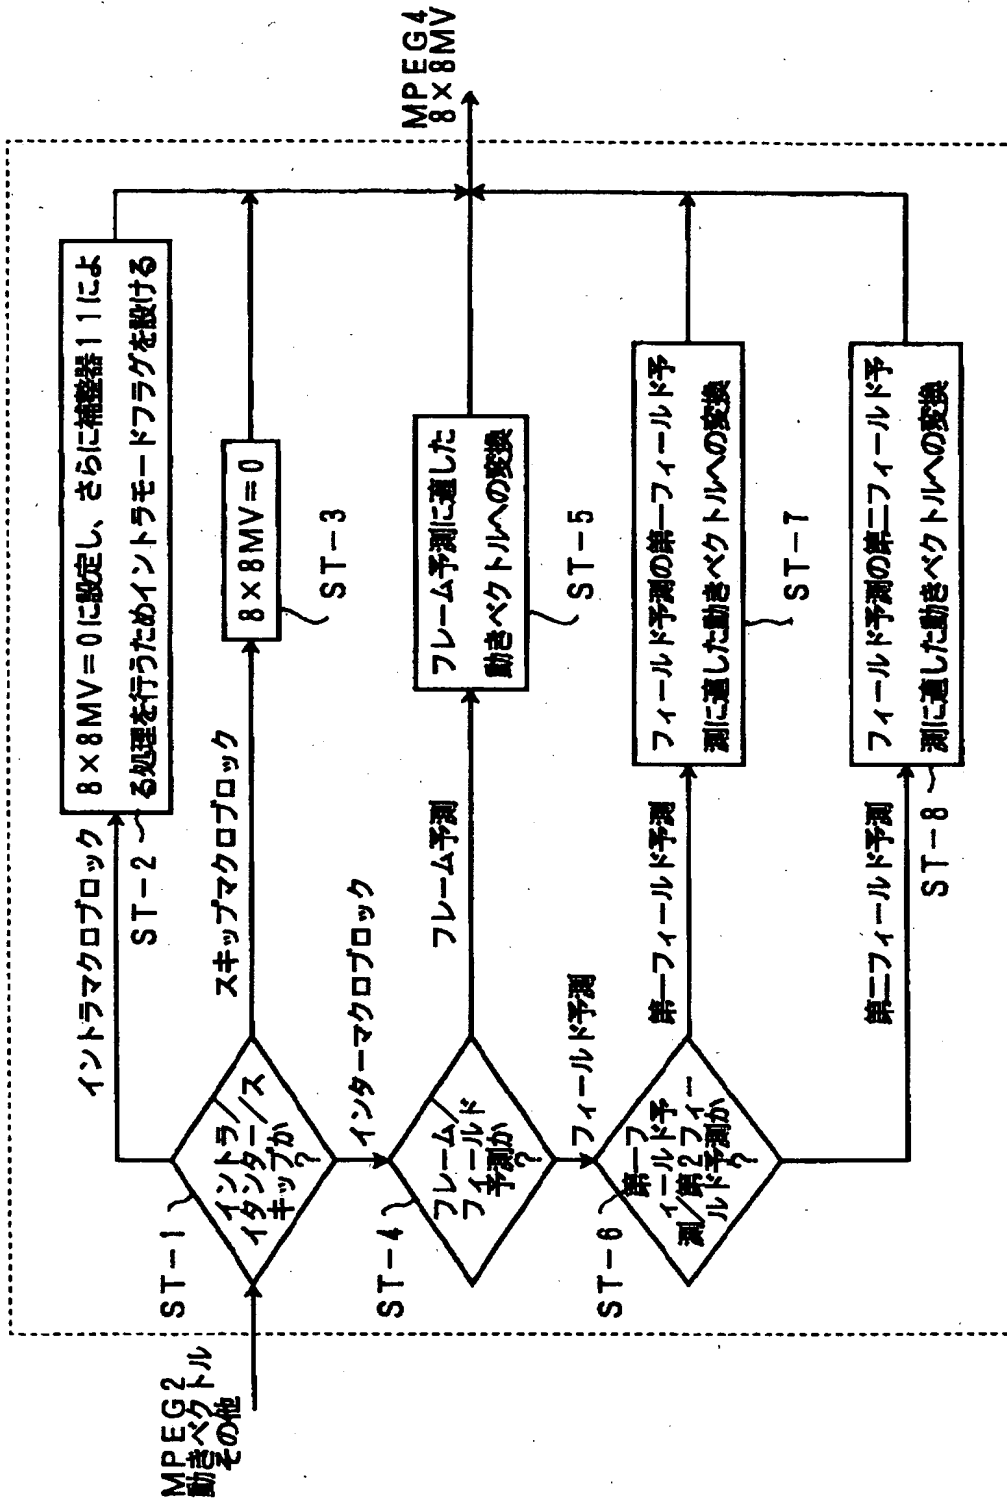 MPEG2
動きベクトル
その他
ST－1
イントラ/
イタンター/ス
キップか
?
イントラマクロブロック
ST－2
8×8MV＝0に設定し、さらに補整器11によ
る処理を行うためイントラモードフラグを設ける
スキップマクロブロック
8×8MV＝0
ST－3
インターマクロブロック
ST－4
フレーム/
フィールド
予測か
?
フレーム予測
フレーム予測に適した
動きベクトルへの変換
ST－5
フィールド予測
ST－6
第一フ
ィールド予
測/第2フィー
ルド予測か
?
第一フィールド予測
フィールド予測の第一フィールド予
測に適した動きベクトルへの変換
ST－7
第二フィールド予測
フィールド予測の第二フィールド予
測に適した動きベクトルへの変換
ST－8
MPEG4
8×8MV